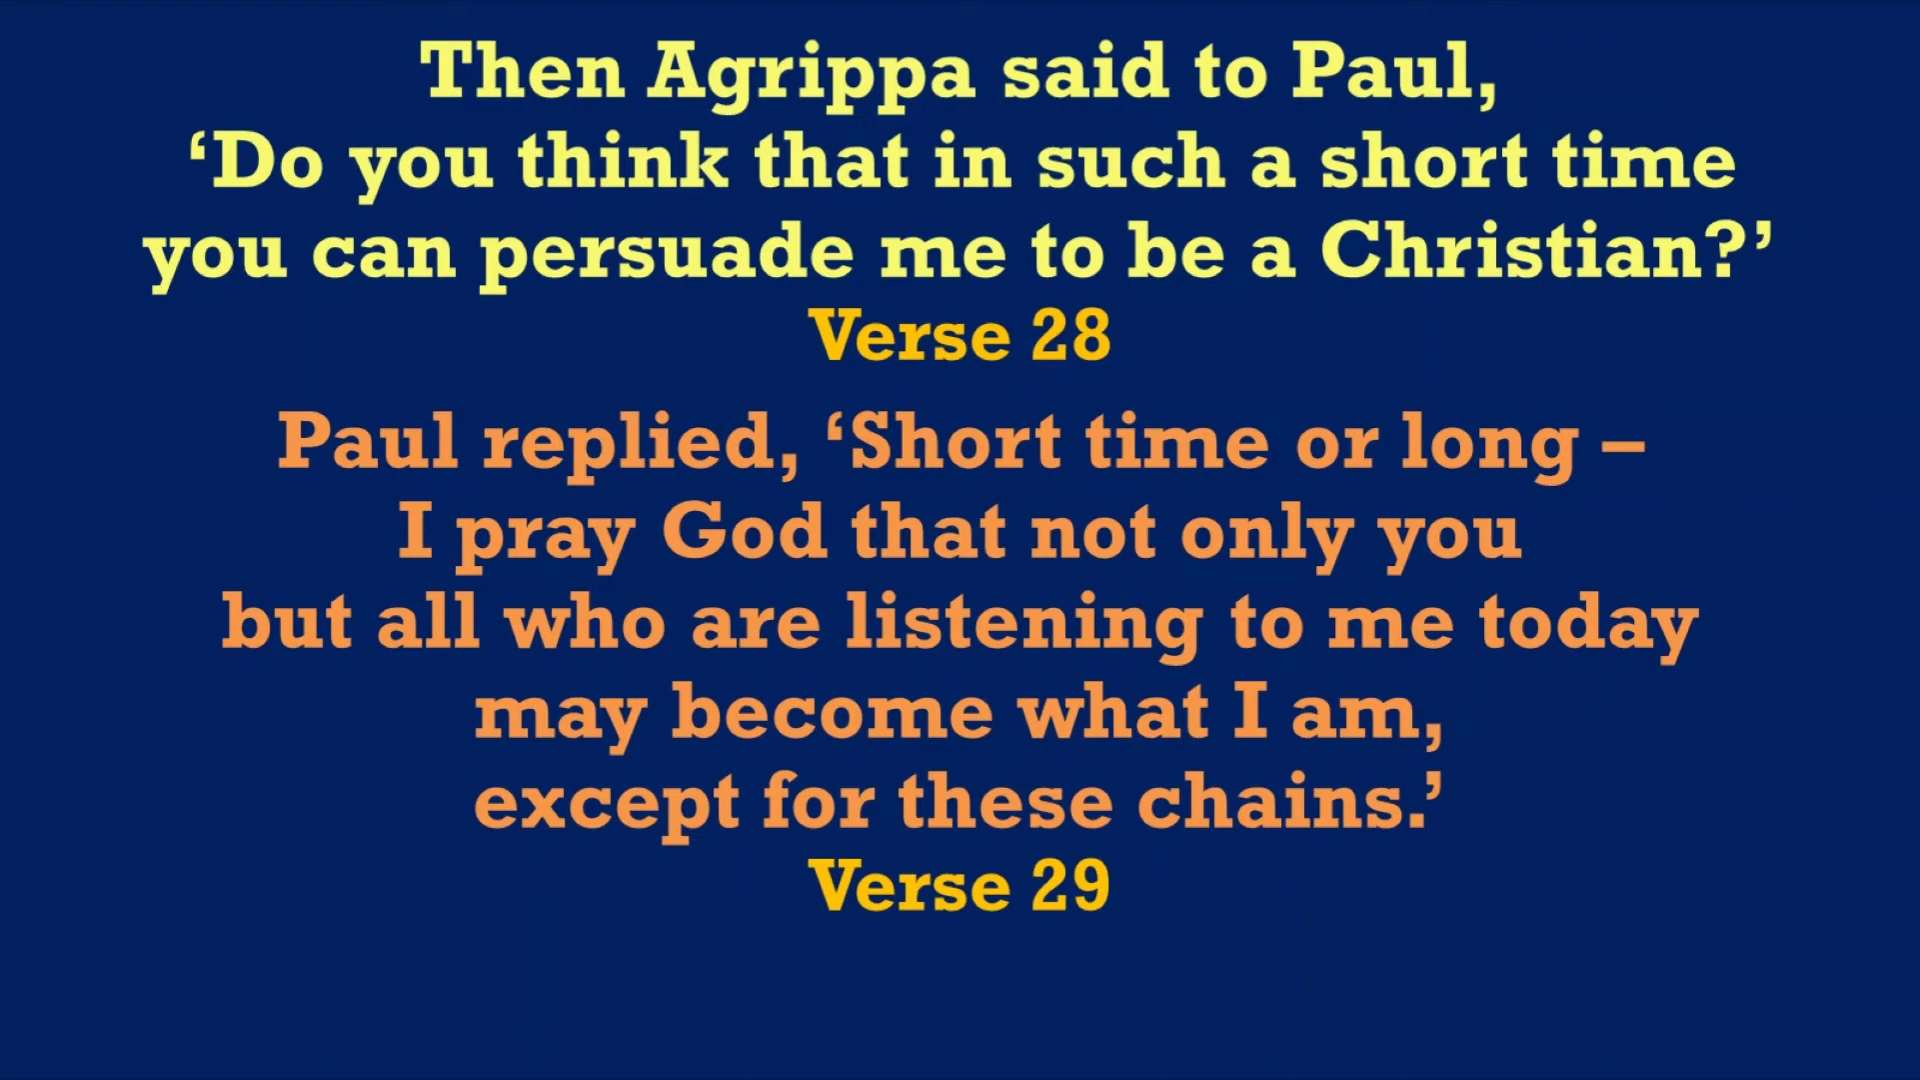 Then Agrippa said to Paul,
‘Do you think that in such a short time
you can persuade me to be a Christian?’
Verse 28
Paul replied, ‘Short time or long –
I pray God that not only you
but all who are listening to me today
may become what I am,
except for these chains.’
Verse 29